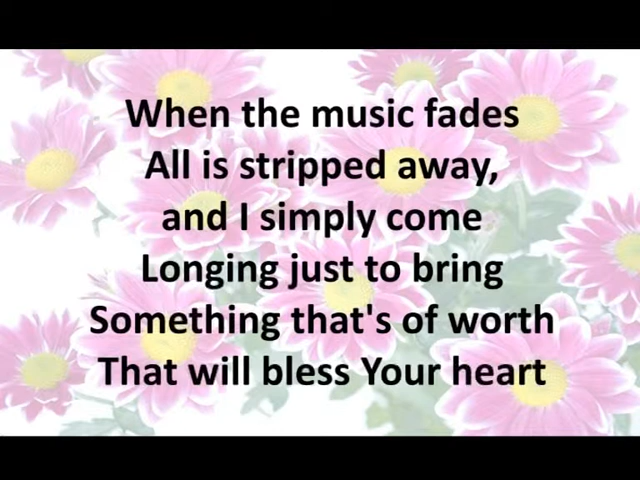 When the music fades
All is stripped away,
and I simply come
Longing just to bring
Something that's of worth
That will bless Your heart